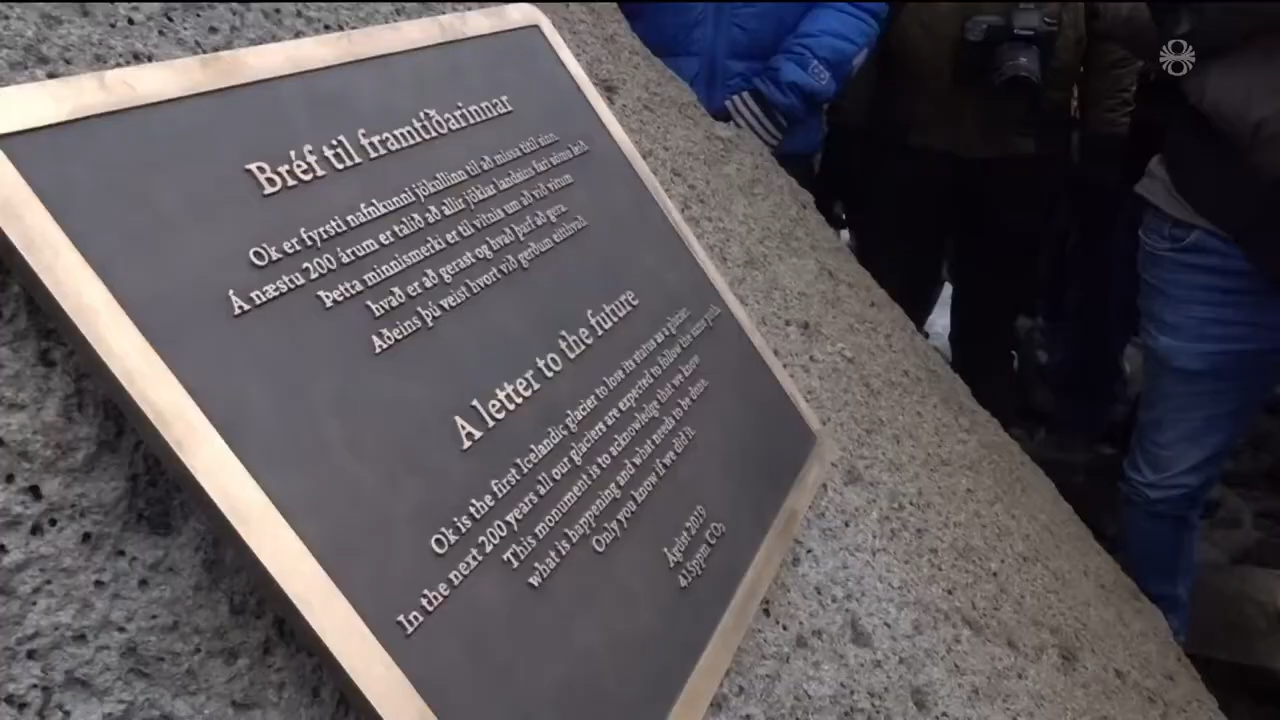 Bréf til framtíðarinnar
Ok er fyrsti nafnkunni jökullinn til að missa titil sinn.
Á næstu 200 árum er talið að allir jöklar landsins fari sömu leið.
Þetta minnismerki er til vitnis um að við vitum
hvað er að gerast og hvað þarf að gera.
Aðeins þú veist hvort við gerðum eitthvað.
A letter to the future
Ok is the first Icelandic glacier to lose its status as a glacier.
In the next 200 years all our glaciers are expected to follow the same path.
This monument is to acknowledge that we know
what is happening and what needs to be done.
Only you know if we did it.
Ágúst 2019
415ppm CO₂